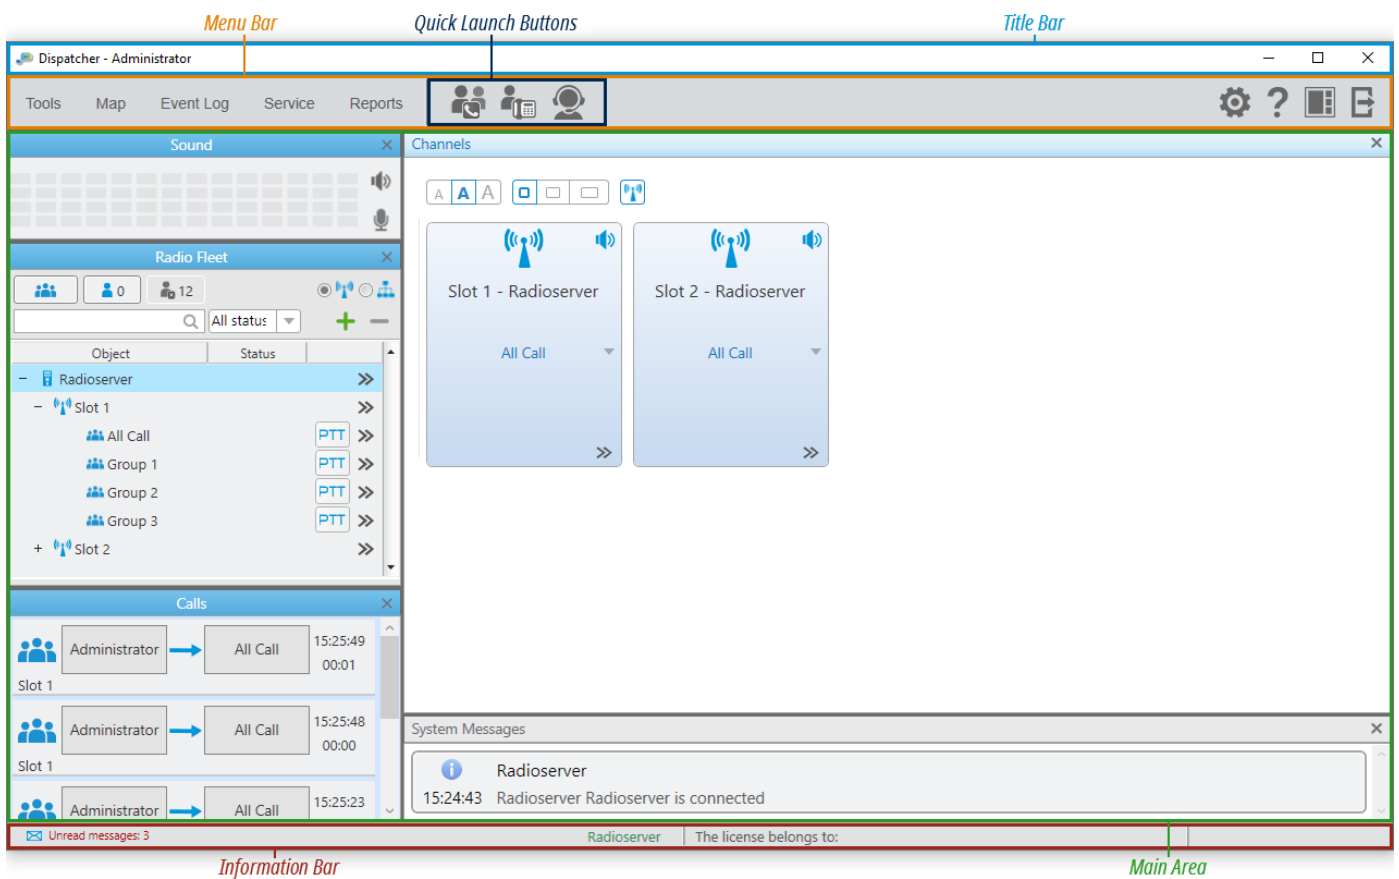 Menu Bar
Quick Launch Buttons
Title Bar
Dispatcher - Administrator
Tools Map Event Log Service Reports
Sound
Channels
A A A
Radio Fleet
0
12
All status
Object Status
Radioserver
Slot 1
All Call PTT
Group 1 PTT
Group 2 PTT
Group 3 PTT
Slot 2
Slot 1 - Radioserver
All Call
Slot 2 - Radioserver
All Call
Calls
Administrator All Call 15:25:49
00:01
Slot 1
Administrator All Call 15:25:48
00:00
Slot 1
Administrator All Call 15:25:23
System Messages
Radioserver
15:24:43 Radioserver Radioserver is connected
Unread messages: 3 Radioserver The license belongs to:
Information Bar
Main Area